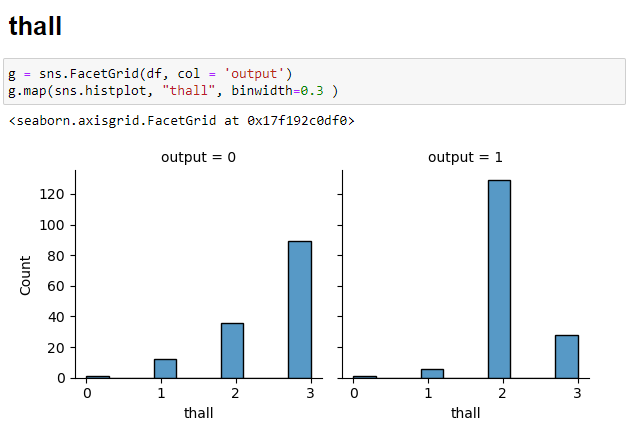 thall
g = sns.FacetGrid(df, col = 'output')
g.map(sns.histplot, "thall", binwidth=0.3 )
<seaborn.axisgrid.FacetGrid at 0x17f192c0df0>
output = 0
output = 1
120
100
80
60
40
20
0
Count
0 1 2 3
0 1 2 3
thall
thall